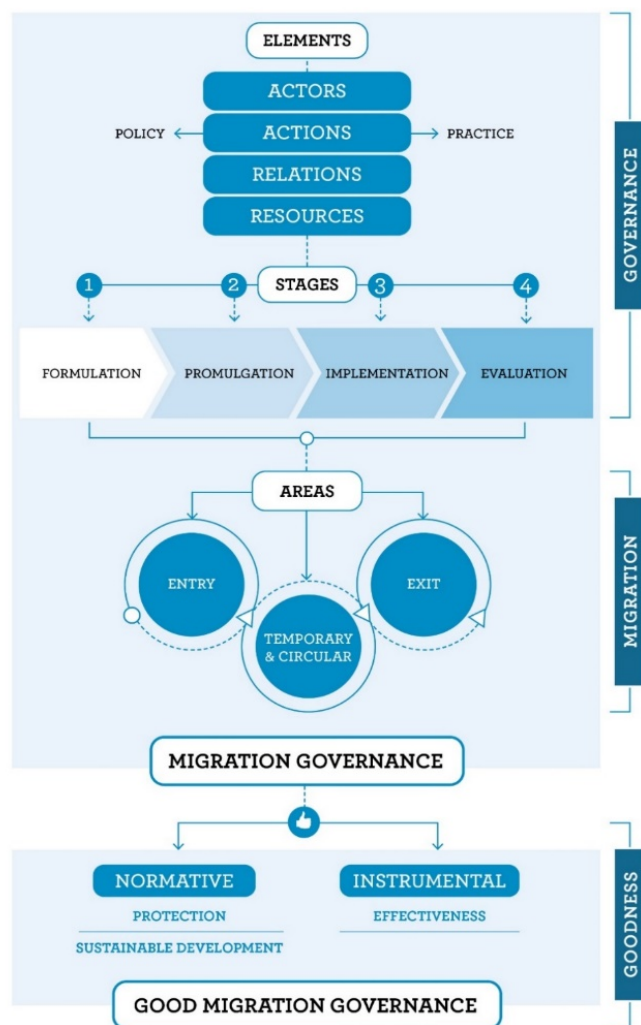 ELEMENTS
ACTORS
POLICY
ACTIONS
PRACTICE
RELATIONS
RESOURCES
GOVERNANCE
1
2
STAGES
3
4
FORMULATION
PROMULGATION
IMPLEMENTATION
EVALUATION
AREAS
MIGRATION
ENTRY
EXIT
TEMPORARY
& CIRCULAR
MIGRATION GOVERNANCE
NORMATIVE
INSTRUMENTAL
PROTECTION
EFFECTIVENESS
SUSTAINABLE DEVELOPMENT
GOODNESS
GOOD MIGRATION GOVERNANCE